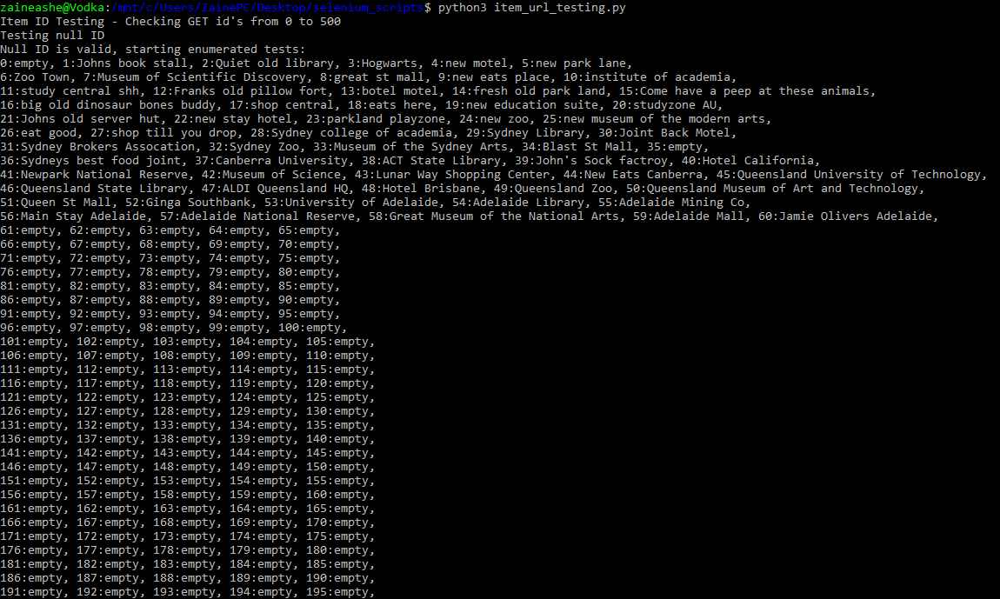 zaineashe@Vodka:/mnt/c/Users/ZainePC/Desktop/selenium_scripts$ python3 item_url_testing.py
Item ID Testing - Checking GET id's from 0 to 500
Testing null ID
Null ID is valid, starting enumerated tests:
0:empty, 1:Johns book stall, 2:Quiet old library, 3:Hogwarts, 4:new motel, 5:new park lane,
6:Zoo Town, 7:Museum of Scientific Discovery, 8:great st mall, 9:new eats place, 10:institute of academia,
11:study central shh, 12:Franks old pillow fort, 13:botel motel, 14:fresh old park land, 15:Come have a peep at these animals,
16:big old dinosaur bones buddy, 17:shop central, 18:eats here, 19:new education suite, 20:studyzone AU,
21:Johns old server hut, 22:new stay hotel, 23:parkland playzone, 24:new zoo, 25:new museum of the modern arts,
26:eat good, 27:shop till you drop, 28:Sydney college of academia, 29:Sydney Library, 30:Joint Back Motel,
31:Sydney Brokers Assocation, 32:Sydney Zoo, 33:Museum of the Sydney Arts, 34:Blast St Mall, 35:empty,
36:Sydneys best food joint, 37:Canberra University, 38:ACT State Library, 39:John's Sock factroy, 40:Hotel California,
41:Newpark National Reserve, 42:Museum of Science, 43:Lunar Way Shopping Center, 44:New Eats Canberra, 45:Queensland University of Technology,
46:Queensland State Library, 47:ALDI Queensland HQ, 48:Hotel Brisbane, 49:Queensland Zoo, 50:Queensland Museum of Art and Technology,
51:Queen St Mall, 52:Ginga Southbank, 53:University of Adelaide, 54:Adelaide Library, 55:Adelaide Mining Co,
56:Main Stay Adelaide, 57:Adelaide National Reserve, 58:Great Museum of the National Arts, 59:Adelaide Mall, 60:Jamie Olivers Adelaide,
61:empty, 62:empty, 63:empty, 64:empty, 65:empty,
66:empty, 67:empty, 68:empty, 69:empty, 70:empty,
71:empty, 72:empty, 73:empty, 74:empty, 75:empty,
76:empty, 77:empty, 78:empty, 79:empty, 80:empty,
81:empty, 82:empty, 83:empty, 84:empty, 85:empty,
86:empty, 87:empty, 88:empty, 89:empty, 90:empty,
91:empty, 92:empty, 93:empty, 94:empty, 95:empty,
96:empty, 97:empty, 98:empty, 99:empty, 100:empty,
101:empty, 102:empty, 103:empty, 104:empty, 105:empty,
106:empty, 107:empty, 108:empty, 109:empty, 110:empty,
111:empty, 112:empty, 113:empty, 114:empty, 115:empty,
116:empty, 117:empty, 118:empty, 119:empty, 120:empty,
121:empty, 122:empty, 123:empty, 124:empty, 125:empty,
126:empty, 127:empty, 128:empty, 129:empty, 130:empty,
131:empty, 132:empty, 133:empty, 134:empty, 135:empty,
136:empty, 137:empty, 138:empty, 139:empty, 140:empty,
141:empty, 142:empty, 143:empty, 144:empty, 145:empty,
146:empty, 147:empty, 148:empty, 149:empty, 150:empty,
151:empty, 152:empty, 153:empty, 154:empty, 155:empty,
156:empty, 157:empty, 158:empty, 159:empty, 160:empty,
161:empty, 162:empty, 163:empty, 164:empty, 165:empty,
166:empty, 167:empty, 168:empty, 169:empty, 170:empty,
171:empty, 172:empty, 173:empty, 174:empty, 175:empty,
176:empty, 177:empty, 178:empty, 179:empty, 180:empty,
181:empty, 182:empty, 183:empty, 184:empty, 185:empty,
186:empty, 187:empty, 188:empty, 189:empty, 190:empty,
191:empty, 192:empty, 193:empty, 194:empty, 195:empty,